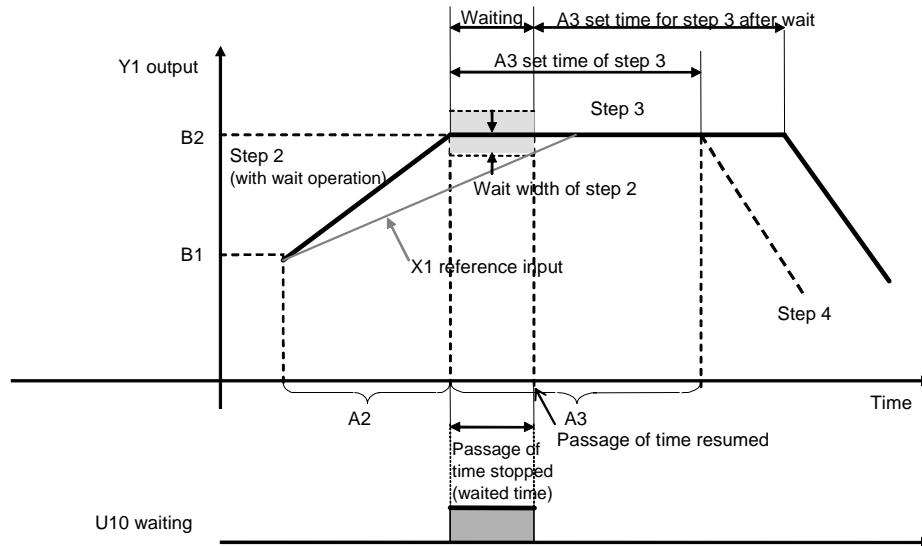 Waiting
A3 set time for step 3 after wait
Y1 output
A3 set time of step 3
Step 3
B2
Step 2
(with wait operation)
Wait width of step 2
B1
X1 reference input
Step 4
A2
A3
Time
Passage of time resumed
Passage of
time stopped
(waited time)
U10 waiting